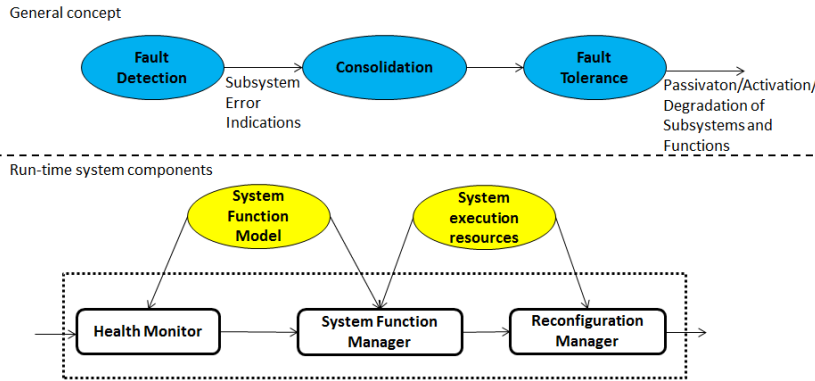 General concept
Fault
Detection
Consolidation
Fault
Tolerance
Subsystem
Error
Indications
Passivaton/Activation/
Degradation of
Subsystems and
Functions
Run-time system components
System
Function
Model
System
execution
resources
Health Monitor
System Function
Manager
Reconfiguration
Manager